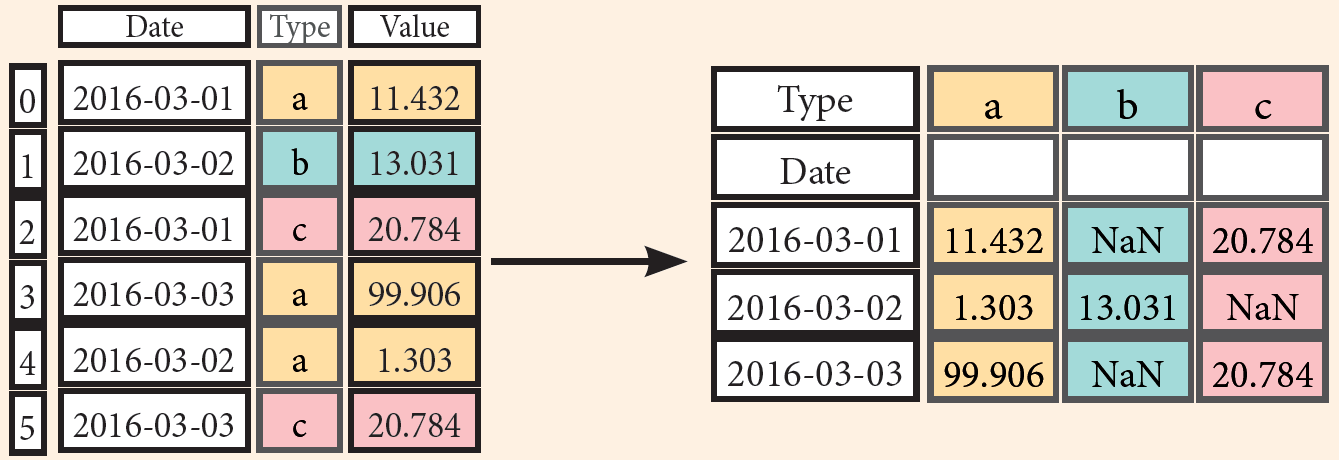 Date Type Value
0 2016-03-01 a 11.432
1 2016-03-02 b 13.031
2 2016-03-01 c 20.784
3 2016-03-03 a 99.906
4 2016-03-02 a 1.303
5 2016-03-03 c 20.784
Type a b c
Date
2016-03-01 11.432 NaN 20.784
2016-03-02 1.303 13.031 NaN
2016-03-03 99.906 NaN 20.784